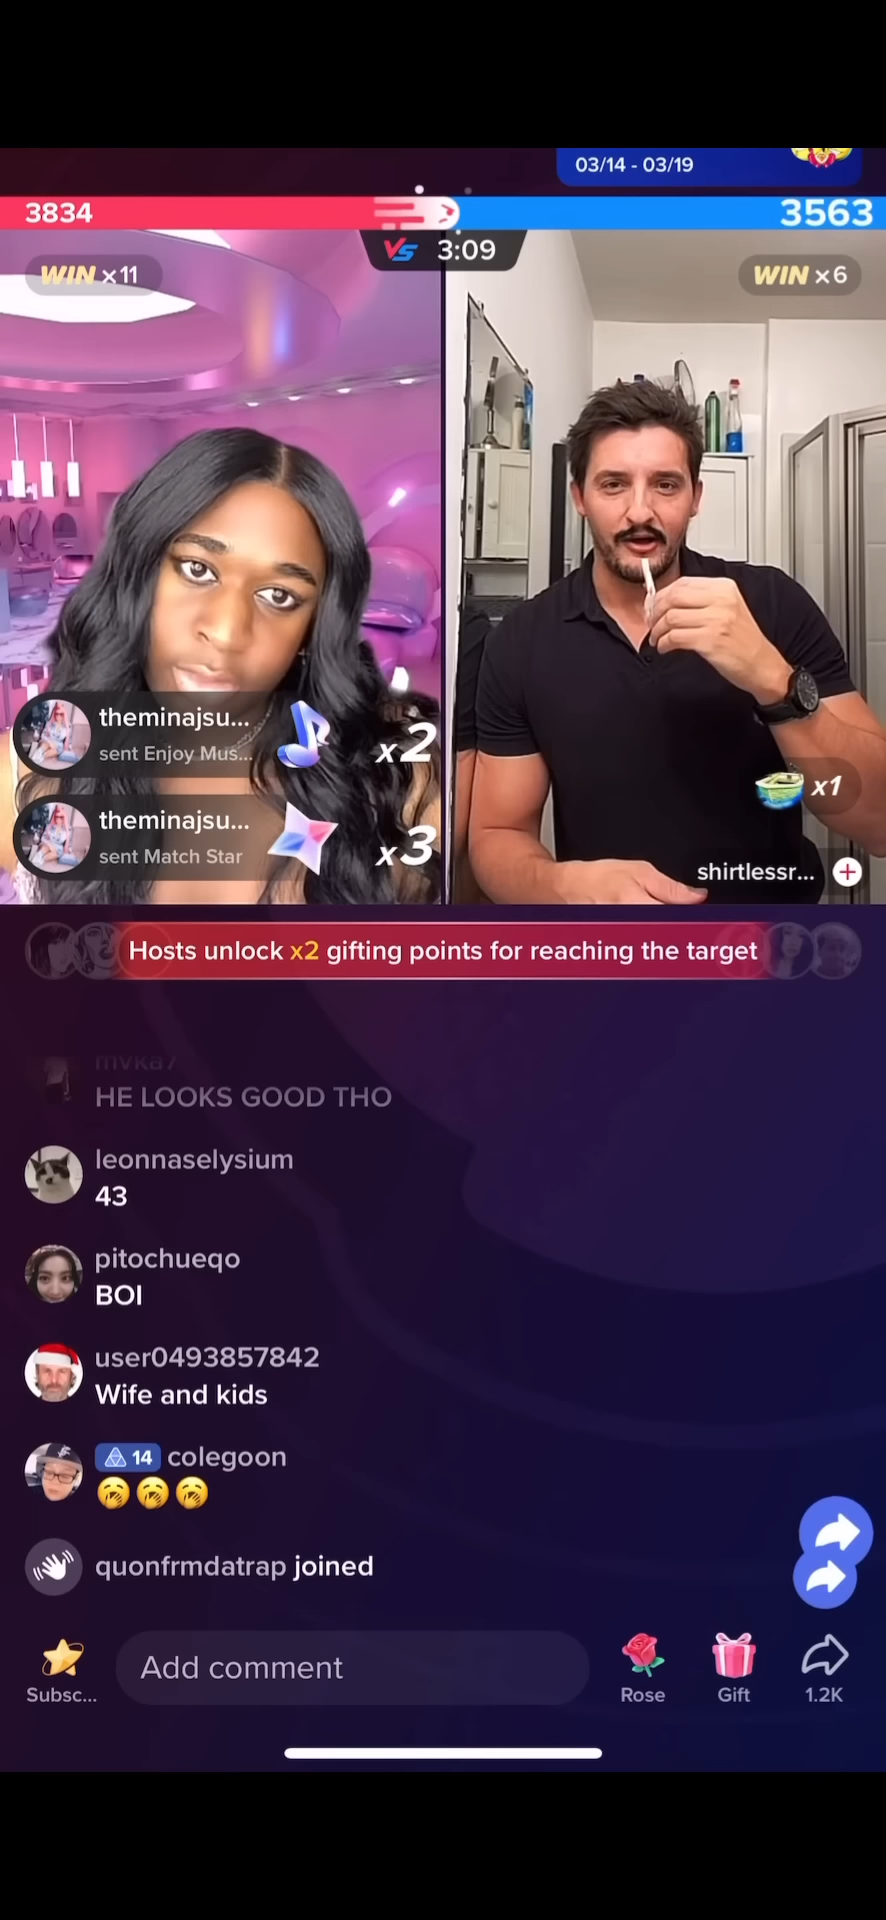 03/14 - 03/19
3834
3563
VS 3:09
WIN x11
WIN x6
theminajsu...
sent Enjoy Mus...
x2
theminajsu...
sent Match Star
x3
x1
shirtlessr...
Hosts unlock x2 gifting points for reaching the target
mvka7
HE LOOKS GOOD THO
leonnaselysium
43
pitochueqo
BOI
user0493857842
Wife and kids
14 colegoon
🥱🥱🥱
quonfrmdatrap joined
Add comment
Subsc...
Rose
Gift
1.2K